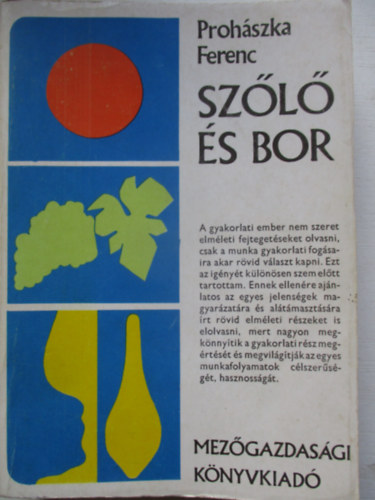 Prohászka
Ferenc
SZŐLŐ
ÉS BOR
A gyakorlati ember nem szeret
elméleti fejtegetéseket olvasni,
csak a munka gyakorlati fogása-
ira akar rövid választ kapni. Ezt
az igényét különösen szem előtt
tartottam. Ennek ellenére aján-
latos az egyes jelenségek ma-
gyarázatára és alátámasztására
írt rövid elméleti részeket is
elolvasni, mert nagyon meg-
könnyítik a gyakorlati rész meg-
értését és megvilágítják az egyes
munkafolyamatok célszerűsé-
gét, hasznosságát.
MEZŐGAZDASÁGI
KÖNYVKIADÓ